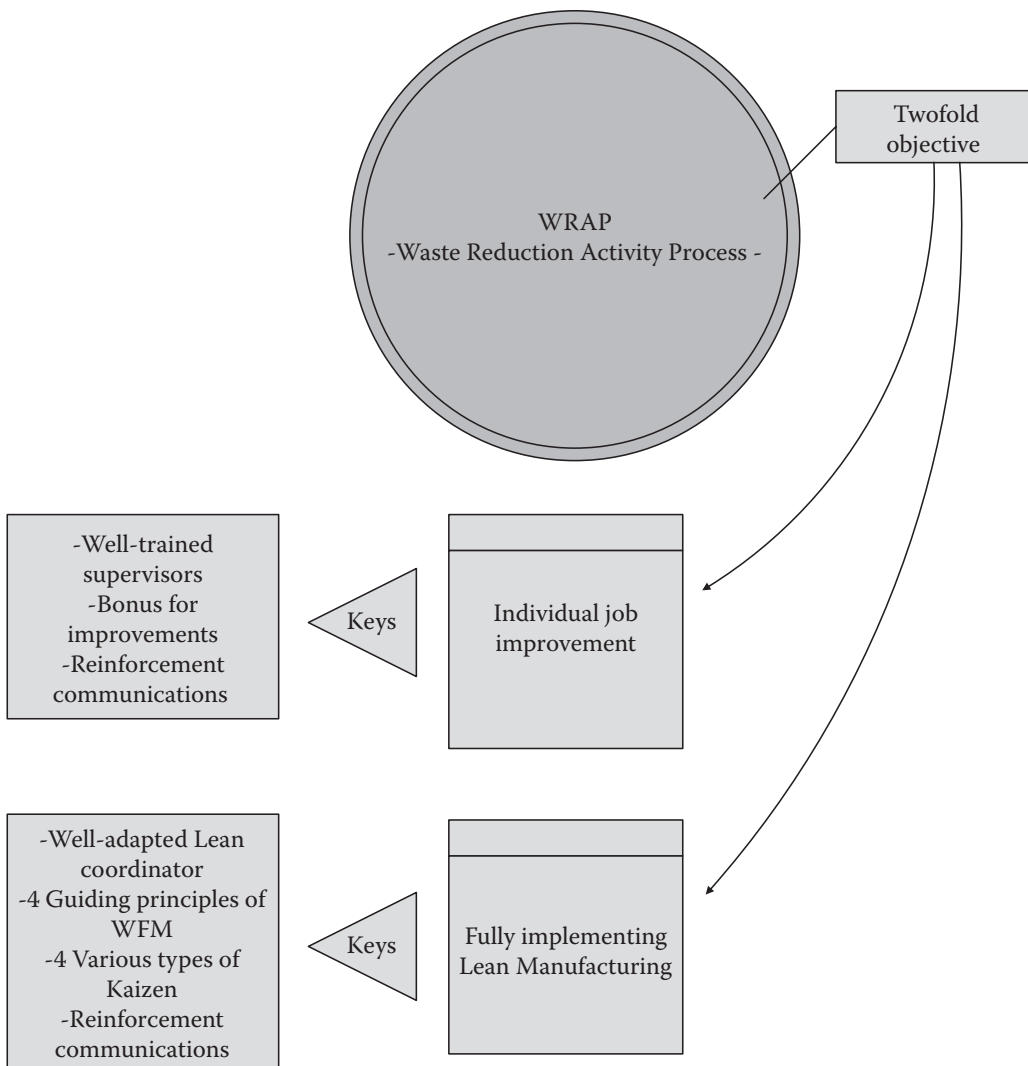 Twofold
objective
WRAP
-Waste Reduction Activity Process -
-Well-trained
supervisors
-Bonus for
improvements
-Reinforcement
communications
Keys
Individual job
improvement
-Well-adapted Lean
coordinator
-4 Guiding principles of
WFM
-4 Various types of
Kaizen
-Reinforcement
communications
Keys
Fully implementing
Lean Manufacturing